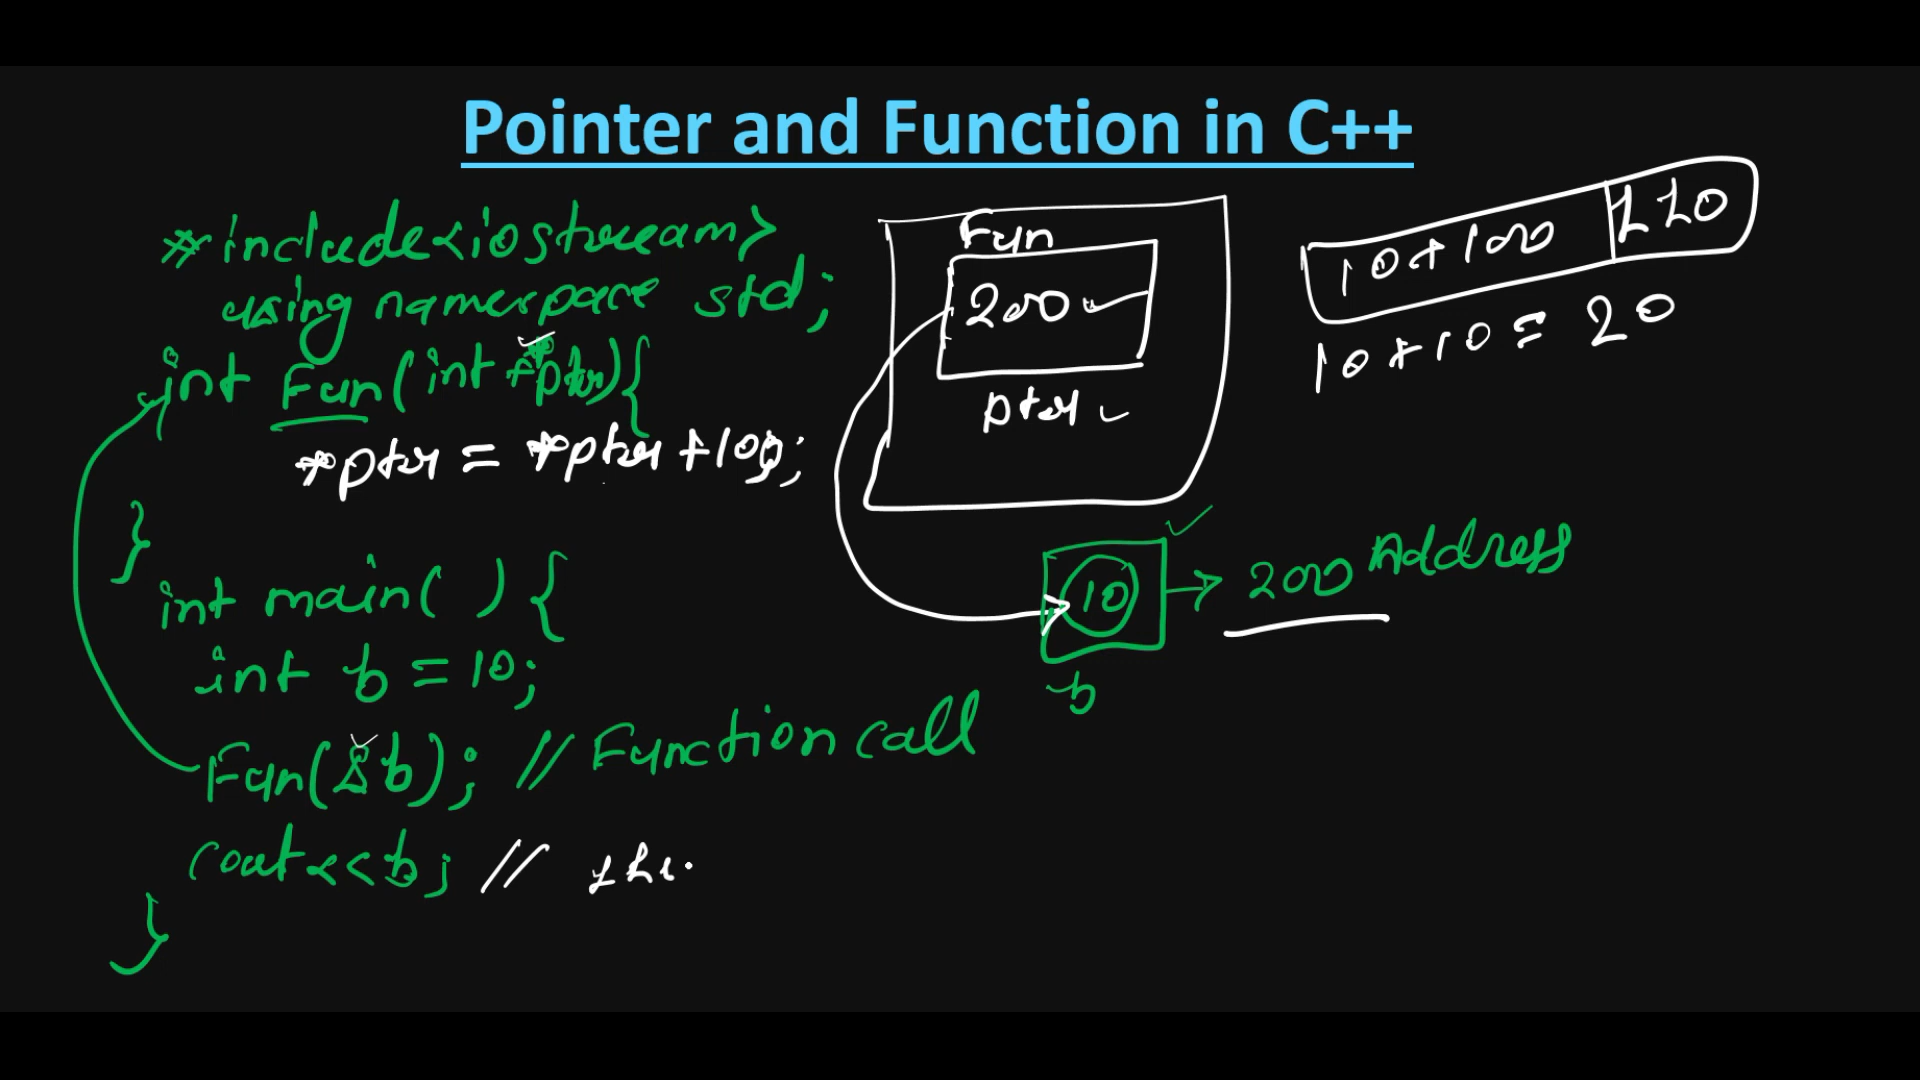 Pointer and Function in C++
#include<iostream>
using namespace std;
int Fun(int *ptr){
*ptr = *ptr+100;
}
int main( ) {
int b = 10;
Fun(&b); // Function call
cout<<b; //
}
Fun
200
ptr
10
b
200 Address
10+100 110
10+10 = 20